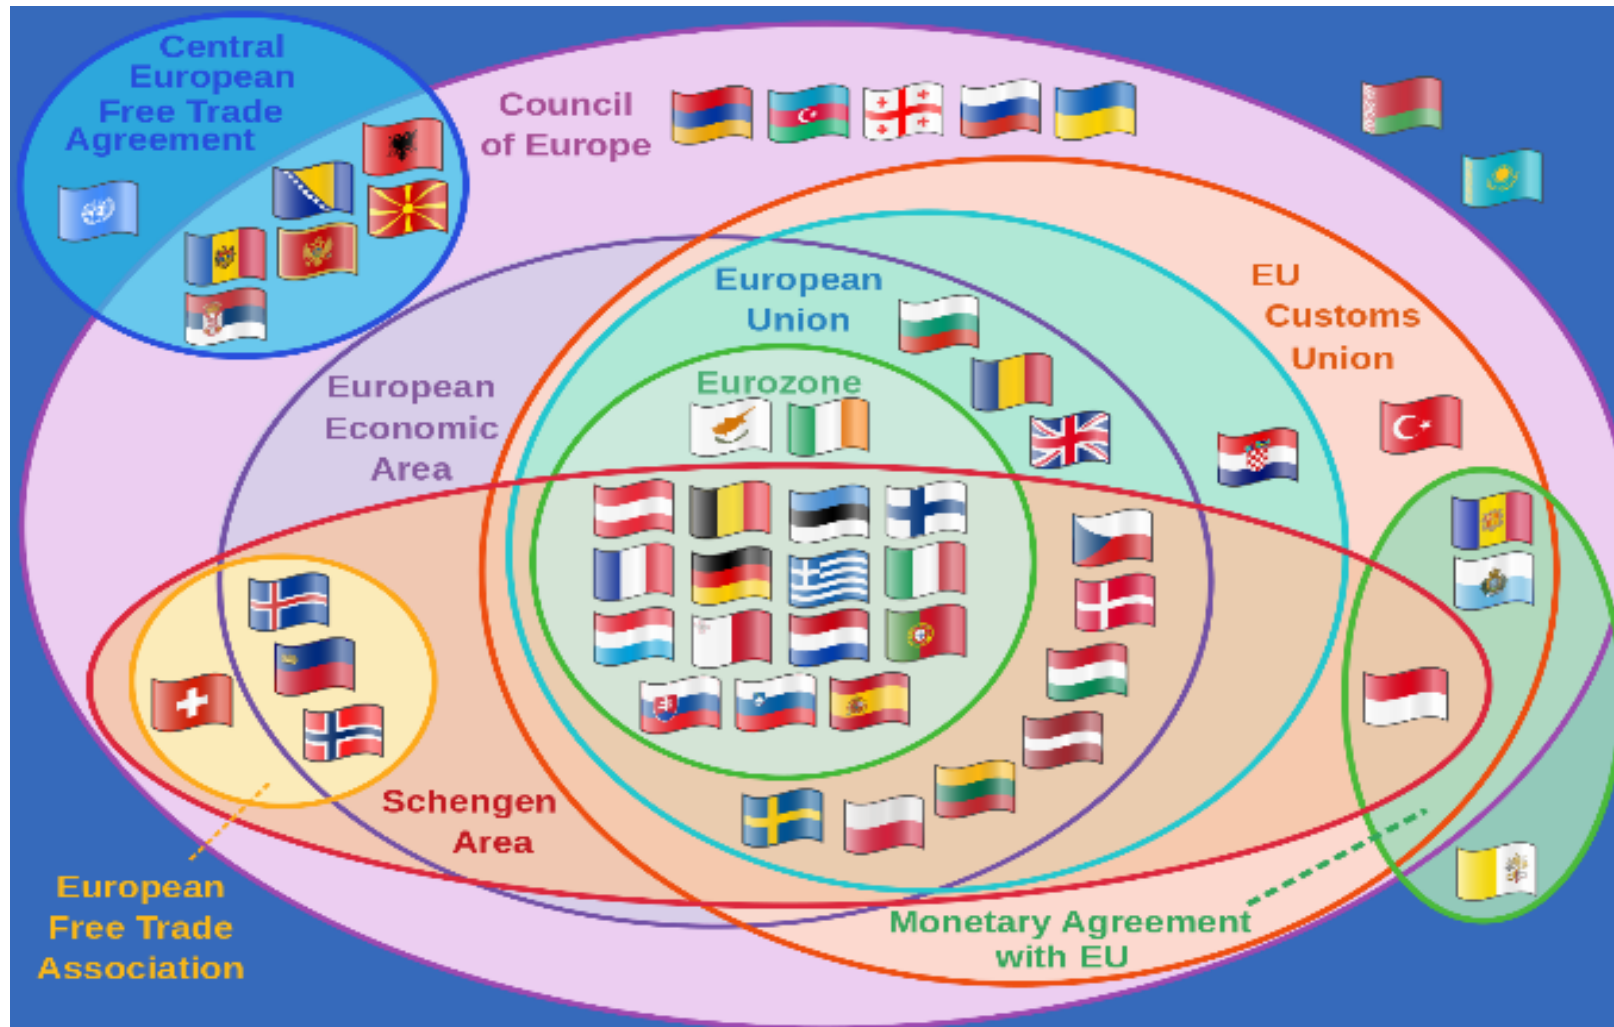 Central
European
Free Trade
Agreement
Council
of Europe
European
Union
EU
Customs
Union
Eurozone
European
Economic
Area
Schengen
Area
European
Free Trade
Association
Monetary Agreement
with EU